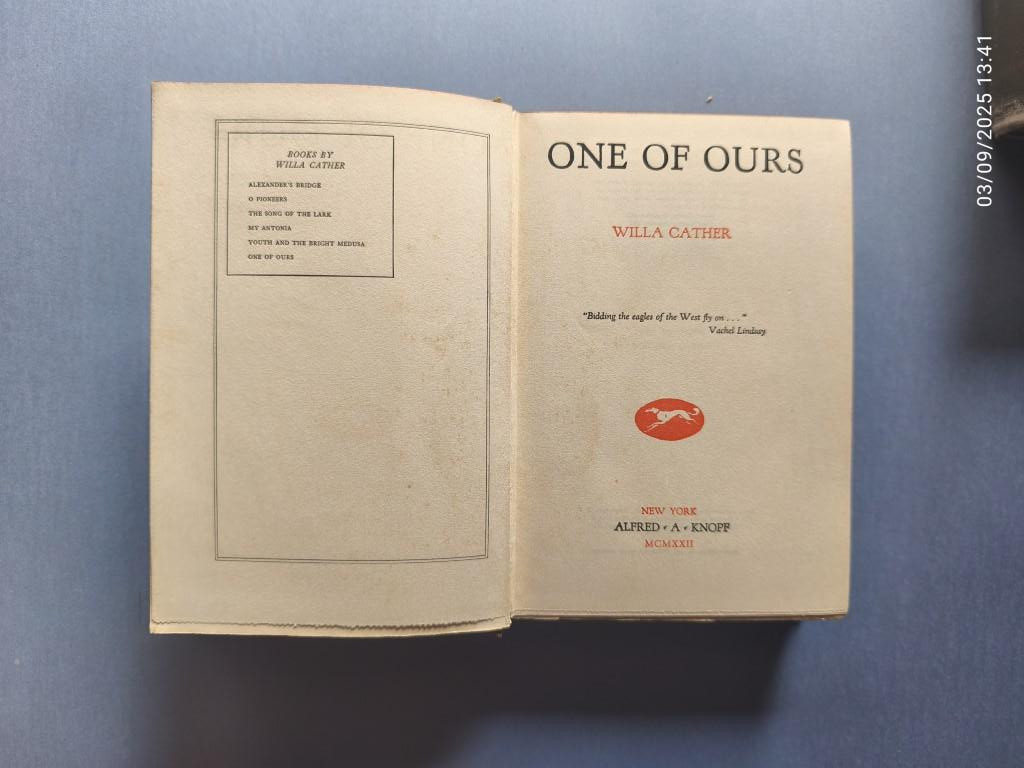 BOOKS BY
WILLA CATHER
ALEXANDER'S BRIDGE
O PIONEERS
THE SONG OF THE LARK
MY ANTONIA
YOUTH AND THE BRIGHT MEDUSA
ONE OF OURS
ONE OF OURS
WILLA CATHER
"Bidding the eagles of the West fly on . . . "
Vachel Lindsay.
NEW YORK
ALFRED · A · KNOPF
MCMXXII
03/09/2025 13:41